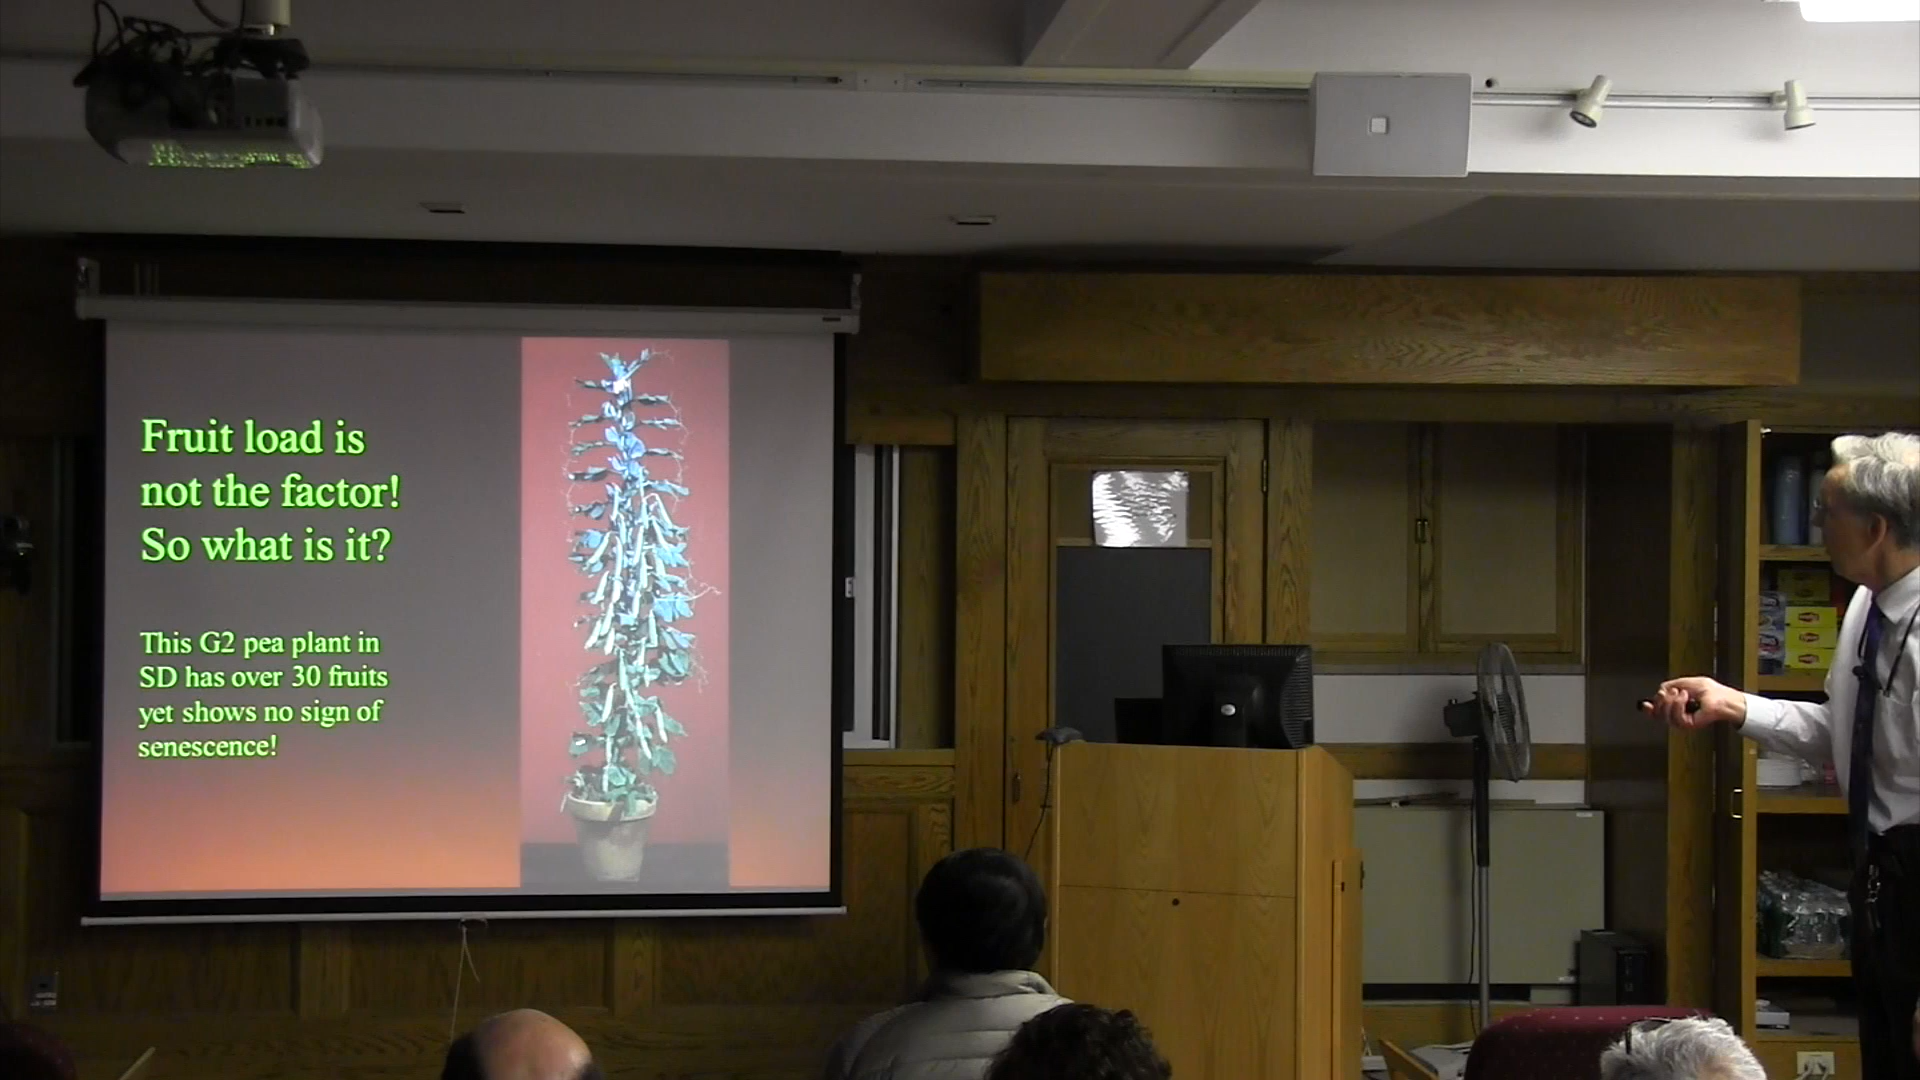 Fruit load is
not the factor!
So what is it?
This G2 pea plant in
SD has over 30 fruits
yet shows no sign of
senescence!